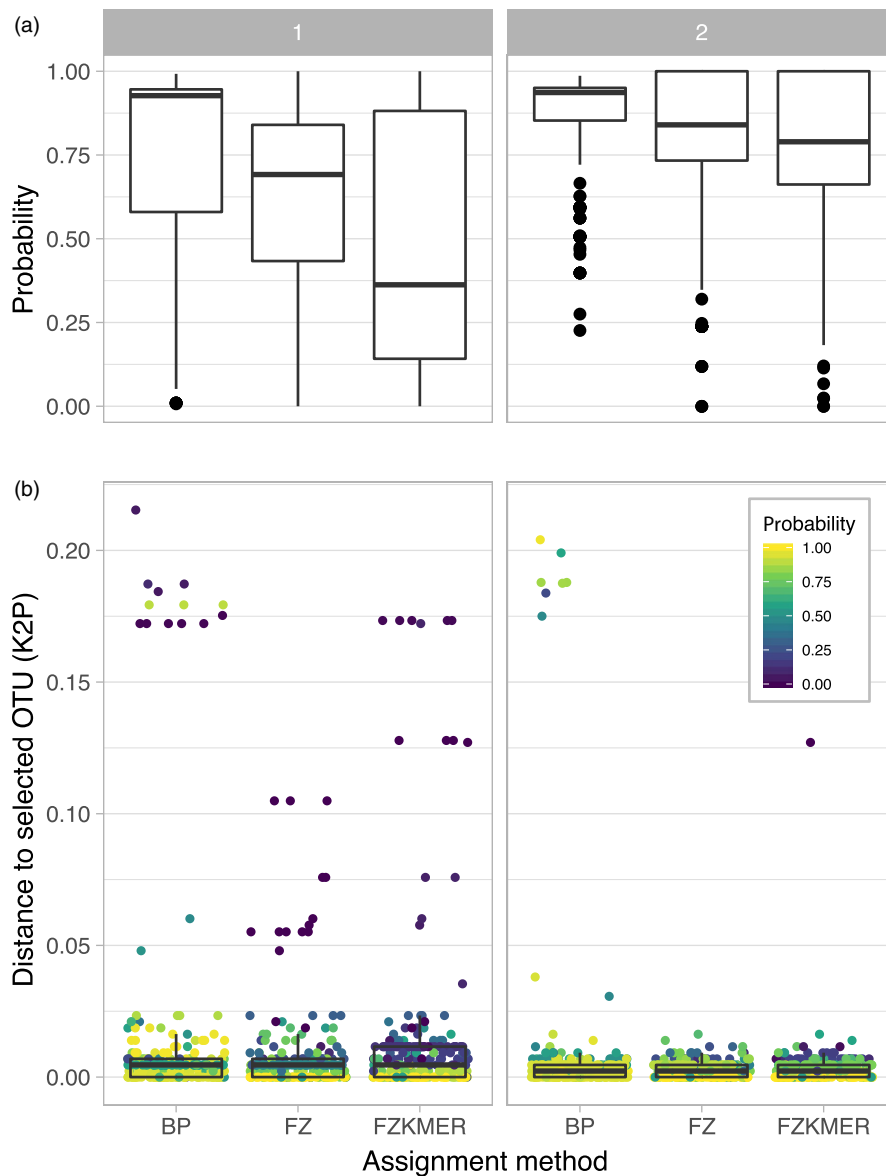 (a)
1
2
1.00
0.75
0.50
0.25
0.00
Probability
(b)
0.20
0.15
0.10
0.05
0.00
Distance to selected OTU (K2P)
Probability
1.00
0.75
0.50
0.25
0.00
BP
FZ
FZKMER
BP
FZ
FZKMER
Assignment method